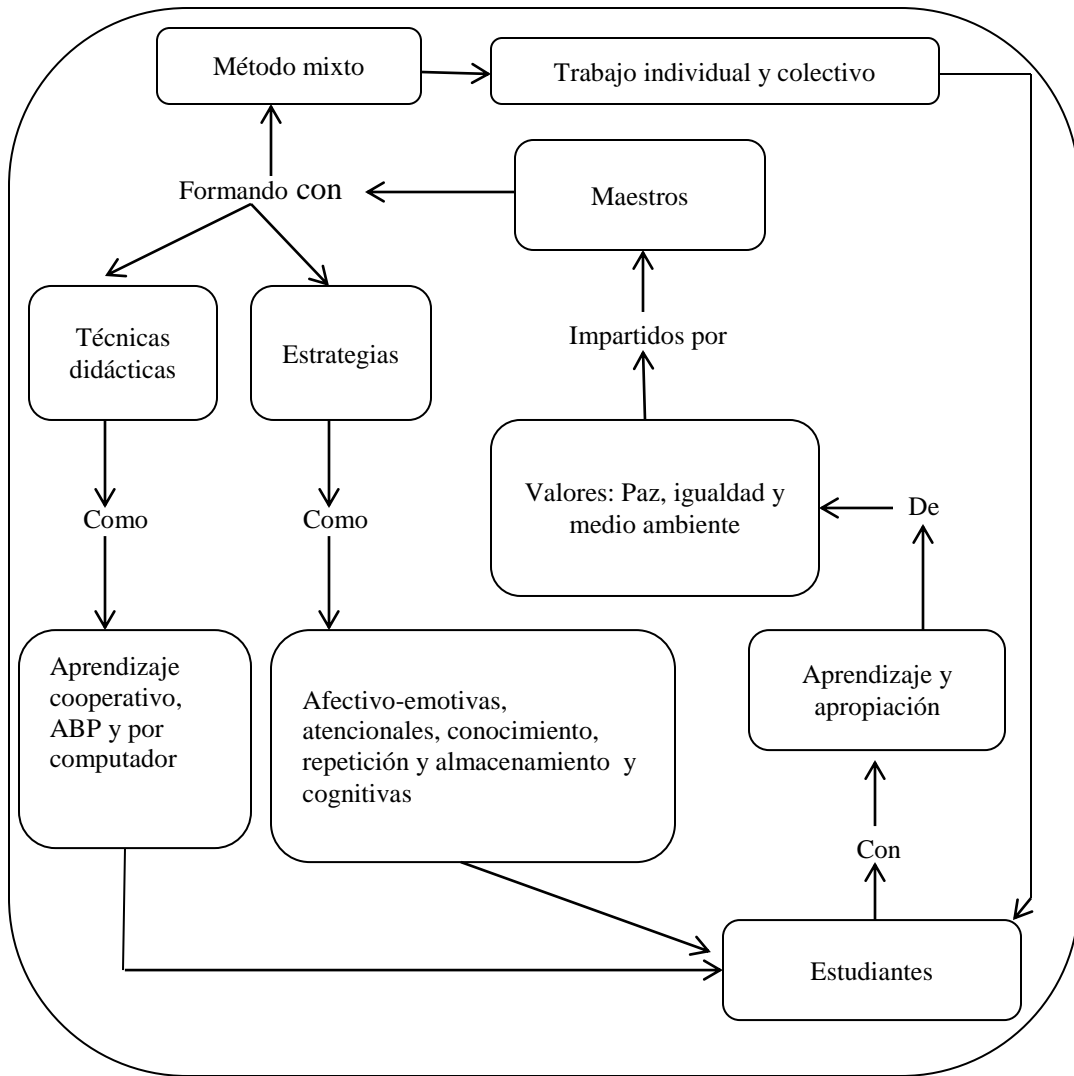 Método mixto
Trabajo individual y colectivo
Formando con
Maestros
Técnicas
didácticas
Estrategias
Impartidos por
Como
Como
Valores: Paz, igualdad y
medio ambiente
De
Aprendizaje
cooperativo,
ABP y por
computador
Afectivo-emotivas,
atencionales, conocimiento,
repetición y almacenamiento y
cognitivas
Aprendizaje y
apropiación
Con
Estudiantes